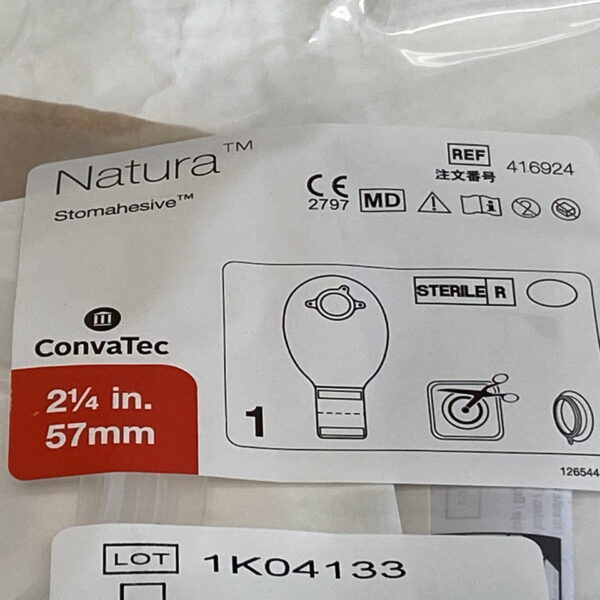 Natura™
Stomahesive™
REF 416924
注文番号
CE
2797
MD
STERILE R
ConvaTec
2¼ in.
57mm
1
126544
LOT 1K04133